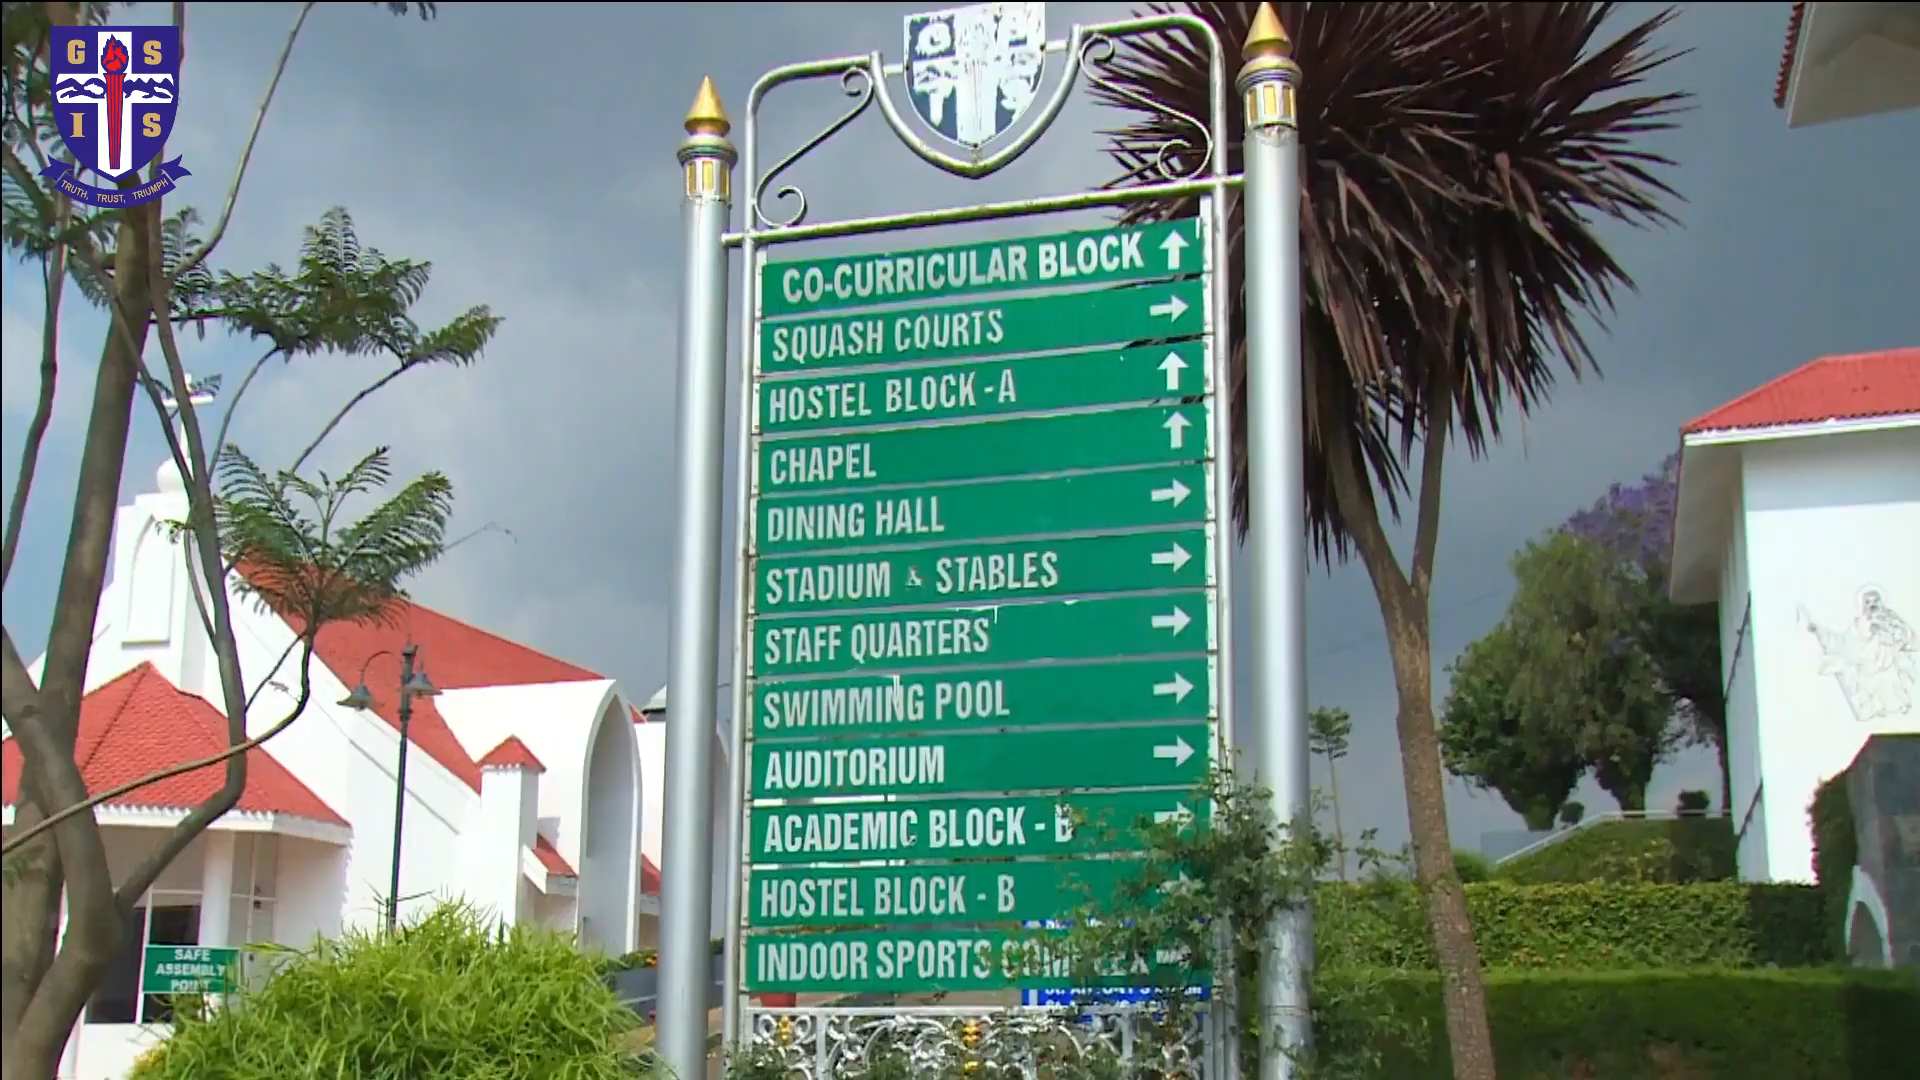 G S
I S
TRUTH, TRUST, TRIUMPH
CO-CURRICULAR BLOCK
SQUASH COURTS
HOSTEL BLOCK - A
CHAPEL
DINING HALL
STADIUM & STABLES
STAFF QUARTERS
SWIMMING POOL
AUDITORIUM
ACADEMIC BLOCK - B
HOSTEL BLOCK - B
INDOOR SPORTS COMPLEX
SAFE
ASSEMBLY
POINT